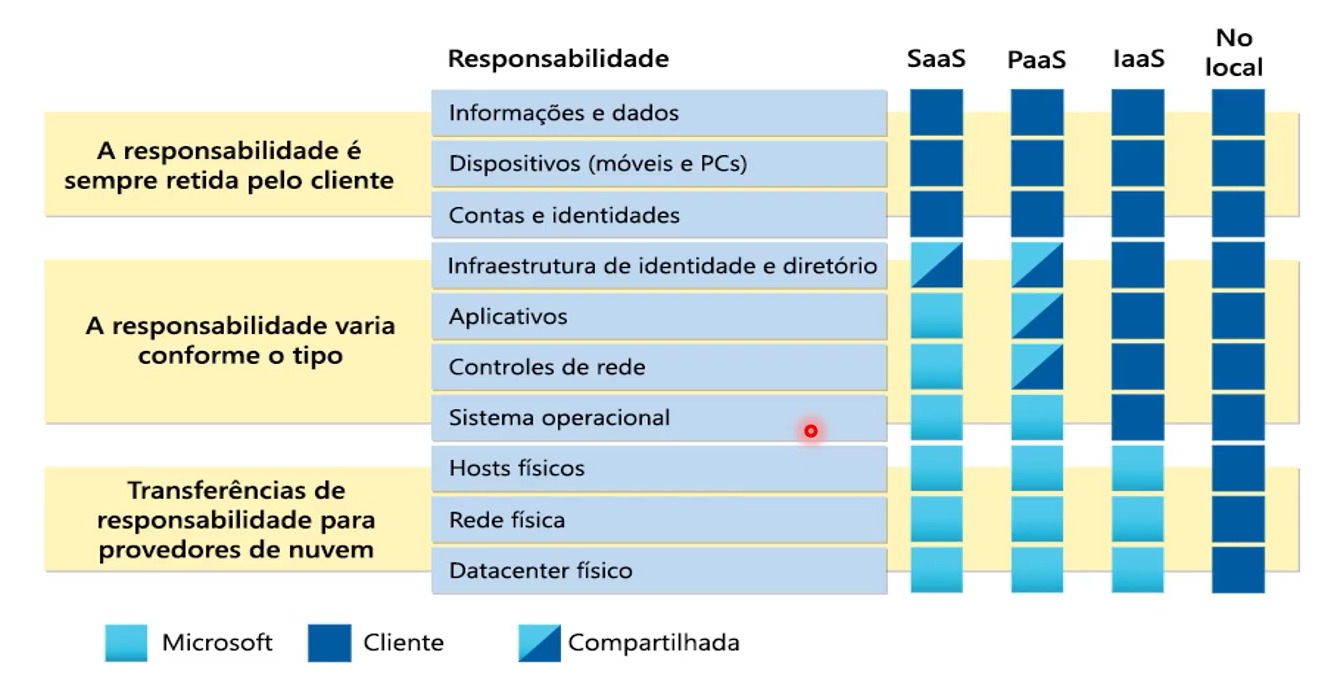 Responsabilidade SaaS PaaS IaaS No local
A responsabilidade é
sempre retida pelo cliente
Informações e dados
Dispositivos (móveis e PCs)
Contas e identidades
A responsabilidade varia
conforme o tipo
Infraestrutura de identidade e diretório
Aplicativos
Controles de rede
Sistema operacional
Transferências de
responsabilidade para
provedores de nuvem
Hosts físicos
Rede física
Datacenter físico
Microsoft Cliente Compartilhada